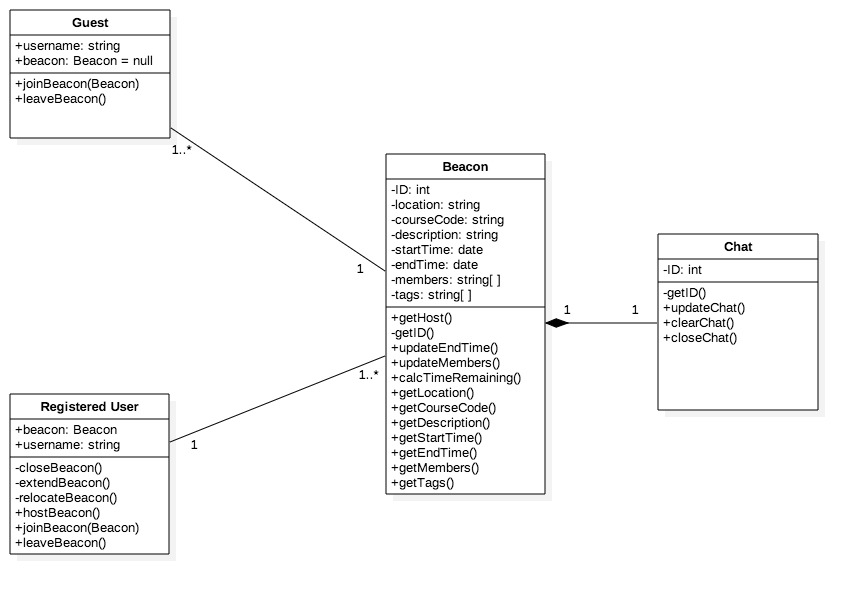 Guest
+username: string
+beacon: Beacon = null
+joinBeacon(Beacon)
+leaveBeacon()
1..*
1
Beacon
-ID: int
-location: string
-courseCode: string
-description: string
-startTime: date
-endTime: date
-members: string[ ]
-tags: string[ ]
+getHost()
-getID()
+updateEndTime()
+updateMembers()
+calcTimeRemaining()
+getLocation()
+getCourseCode()
+getDescription()
+getStartTime()
+getEndTime()
+getMembers()
+getTags()
1
1
Chat
-ID: int
-getID()
+updateChat()
+clearChat()
+closeChat()
1..*
1
Registered User
+beacon: Beacon
+username: string
-closeBeacon()
-extendBeacon()
-relocateBeacon()
+hostBeacon()
+joinBeacon(Beacon)
+leaveBeacon()